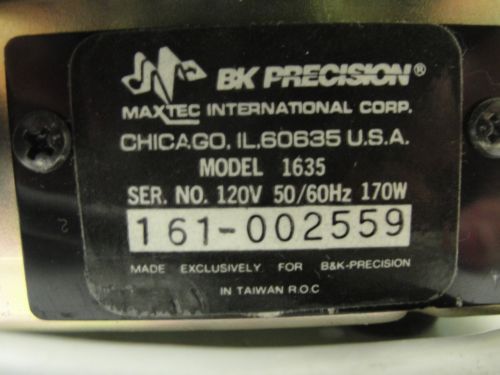 BK PRECISION®
MAXTEC INTERNATIONAL CORP.
CHICAGO, IL,60635 U.S.A.
MODEL 1635
SER. NO. 120V 50/60Hz 170W
161-002559
MADE EXCLUSIVELY FOR B&K-PRECISION
IN TAIWAN R.O.C